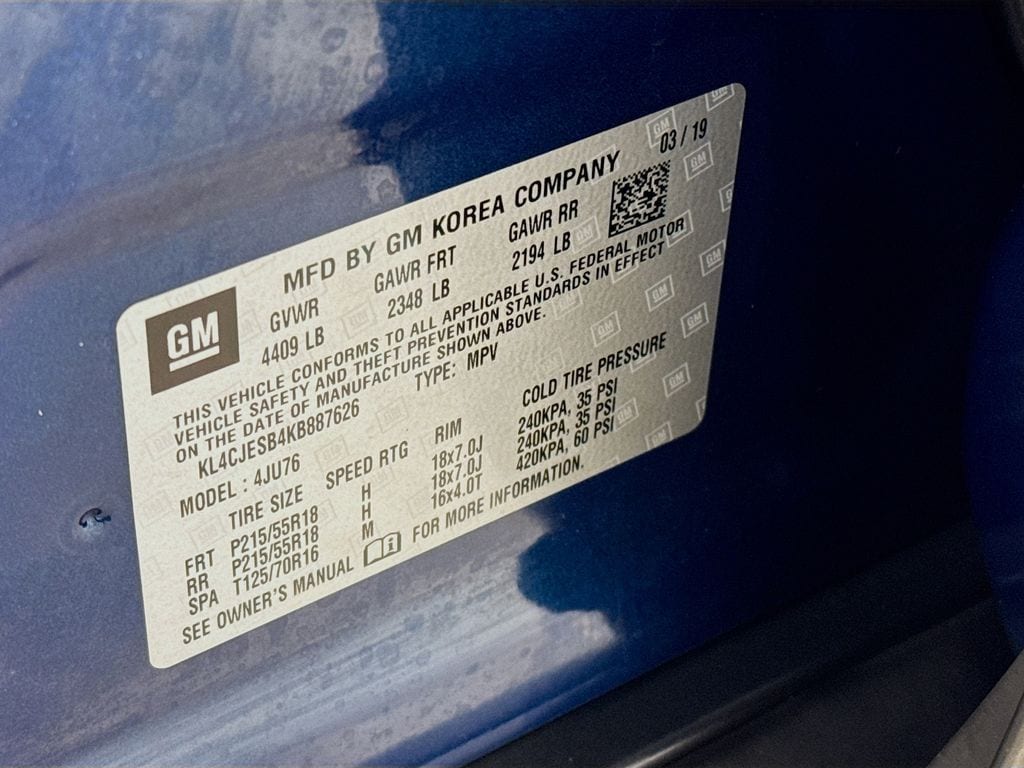 MFD BY GM KOREA COMPANY 03 / 19
GM
GVWR GAWR FRT GAWR RR
4409 LB 2348 LB 2194 LB
THIS VEHICLE CONFORMS TO ALL APPLICABLE U.S. FEDERAL MOTOR
VEHICLE SAFETY AND THEFT PREVENTION STANDARDS IN EFFECT
ON THE DATE OF MANUFACTURE SHOWN ABOVE.
KL4CJESB4KB887626 TYPE: MPV
MODEL : 4JU76
TIRE SIZE SPEED RTG RIM COLD TIRE PRESSURE
FRT P215/55R18 H 18x7.0J 240KPA, 35 PSI
RR P215/55R18 H 18x7.0J 240KPA, 35 PSI
SPA T125/70R16 M 16x4.0T 420KPA, 60 PSI
SEE OWNER'S MANUAL FOR MORE INFORMATION.